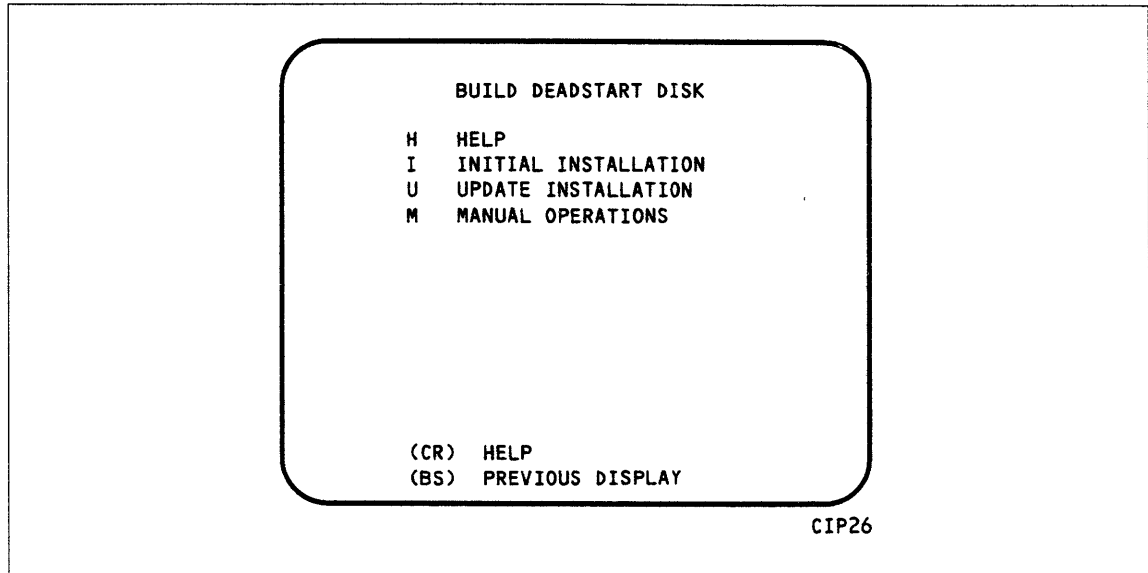 BUILD DEADSTART DISK
H HELP
I INITIAL INSTALLATION
U UPDATE INSTALLATION
M MANUAL OPERATIONS
(CR) HELP
(BS) PREVIOUS DISPLAY
CIP26